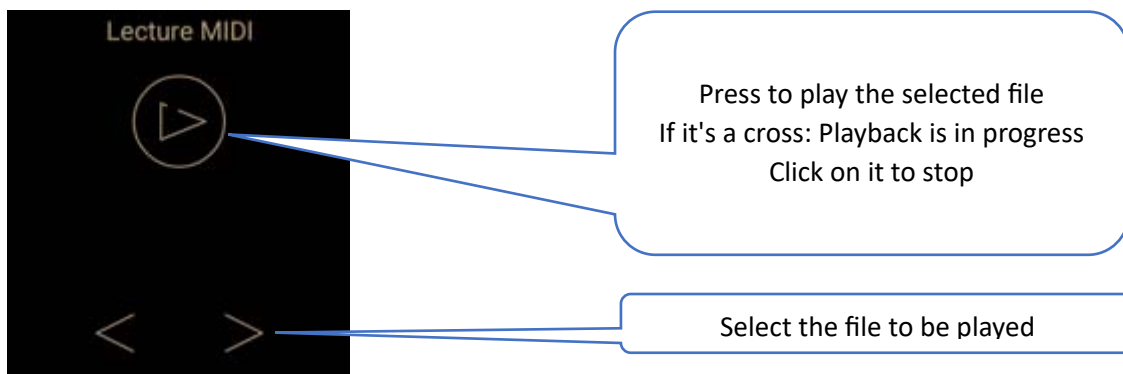 Lecture MIDI
Press to play the selected file
If it's a cross: Playback is in progress
Click on it to stop
Select the file to be played